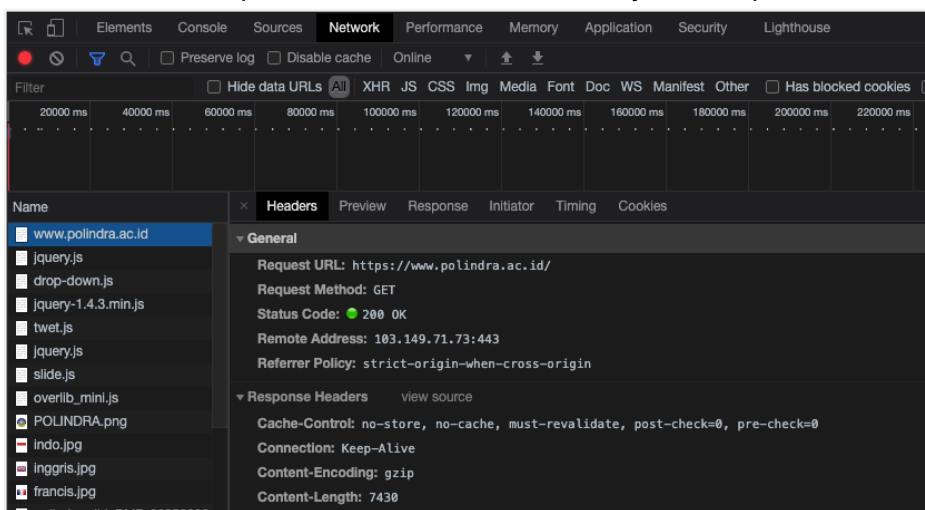 Elements Console Sources Network Performance Memory Application Security Lighthouse
Preserve log Disable cache Online
Filter Hide data URLs All XHR JS CSS Img Media Font Doc WS Manifest Other Has blocked cookies
20000 ms 40000 ms 60000 ms 80000 ms 100000 ms 120000 ms 140000 ms 160000 ms 180000 ms 200000 ms 220000 ms
Name
www.polindra.ac.id
jquery.js
drop-down.js
jquery-1.4.3.min.js
twet.js
jquery.js
slide.js
overlib_mini.js
POLINDRA.png
indo.jpg
inggris.jpg
francis.jpg
× Headers Preview Response Initiator Timing Cookies
General
Request URL: https://www.polindra.ac.id/
Request Method: GET
Status Code: 200 OK
Remote Address: 103.149.71.73:443
Referrer Policy: strict-origin-when-cross-origin
Response Headers view source
Cache-Control: no-store, no-cache, must-revalidate, post-check=0, pre-check=0
Connection: Keep-Alive
Content-Encoding: gzip
Content-Length: 7430